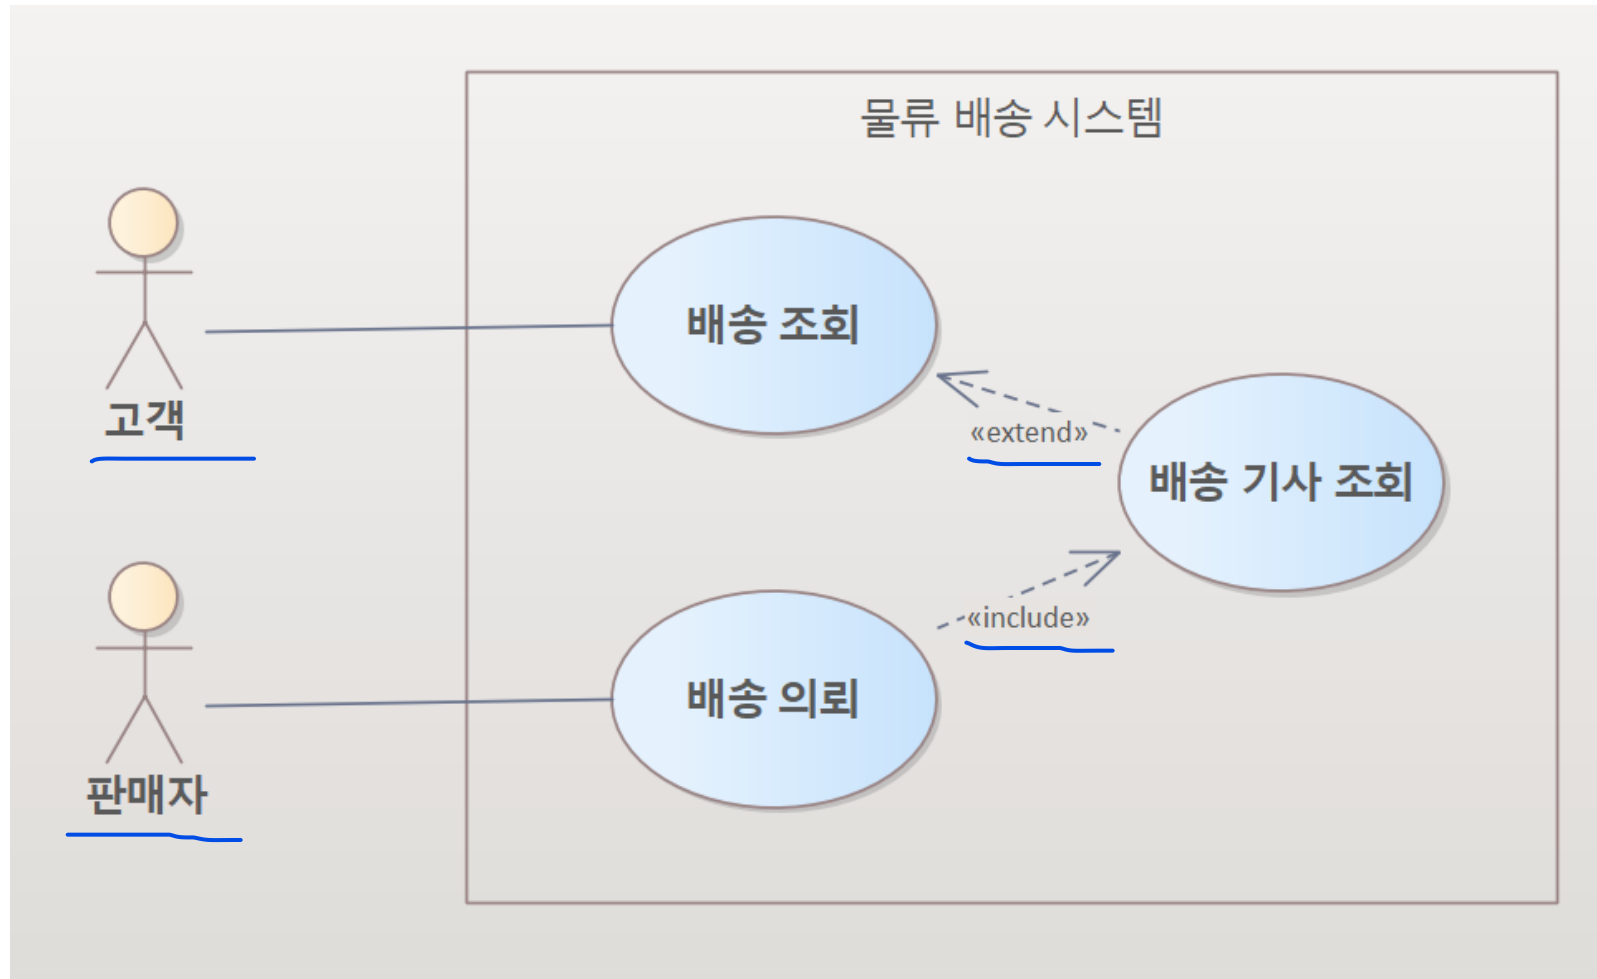 물류 배송 시스템
배송 조회
고객
«extend»
배송 기사 조회
«include»
배송 의뢰
판매자